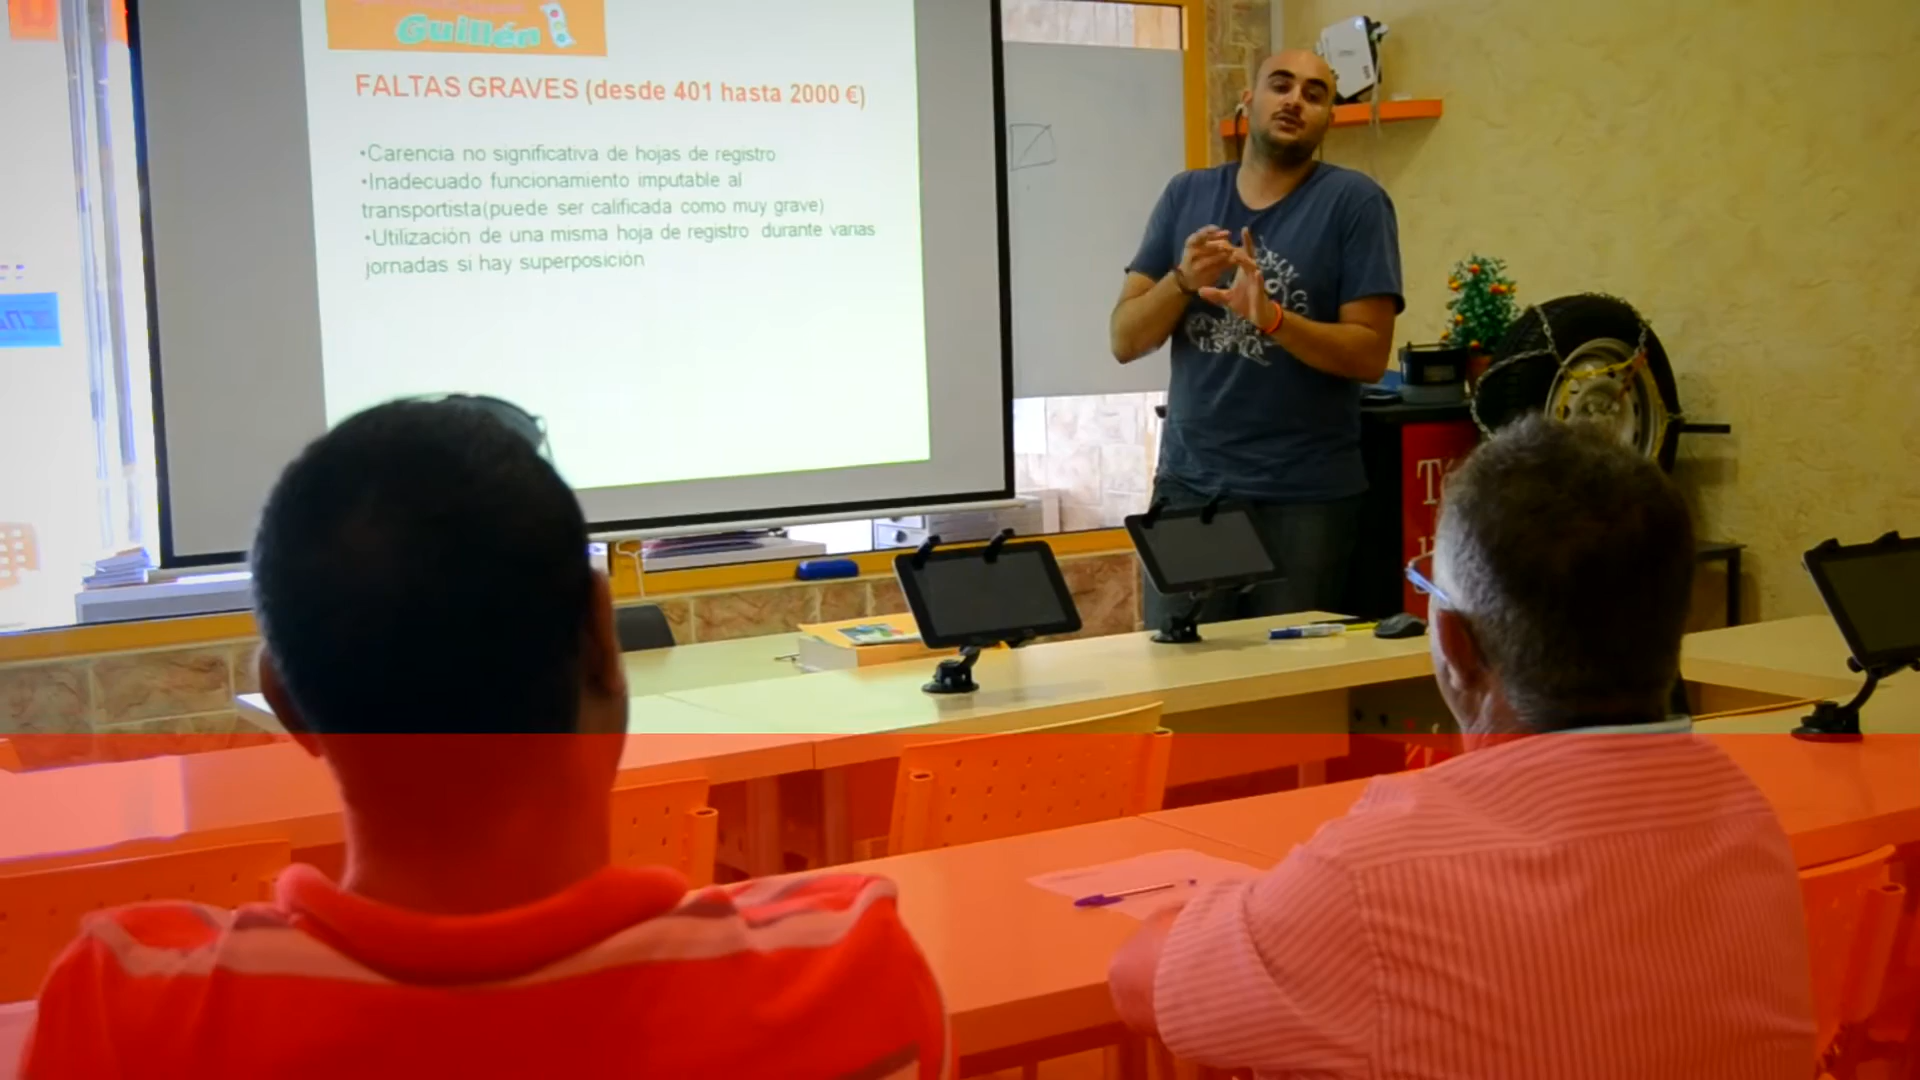 Guillén
FALTAS GRAVES (desde 401 hasta 2000 €)
•Carencia no significativa de hojas de registro
•Inadecuado funcionamiento imputable al
transportista(puede ser calificada como muy grave)
•Utilización de una misma hoja de registro durante varias
jornadas si hay superposición